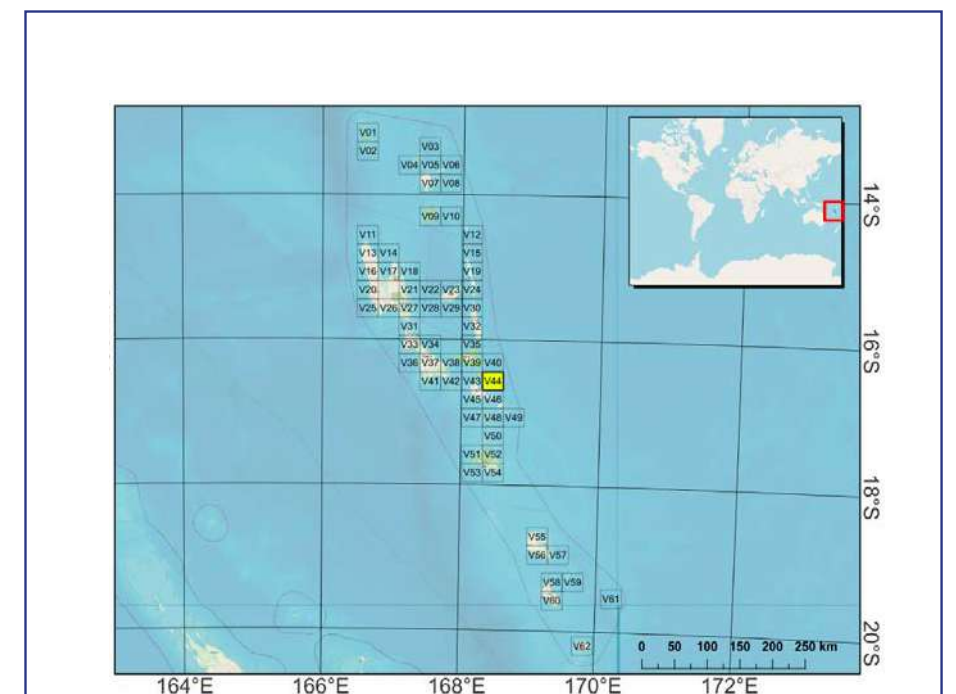 V01
V02 V03
V04 V05 V06
V07 V08
14°S
V09 V10
V11 V12
V13 V14 V15
V16 V17 V18 V19
V20 V21 V22 V23 V24
V25 V26 V27 V28 V29 V30
V31 V32
V33 V34 V35
16°S
V36 V37 V38 V39 V40
V41 V42 V43 V44
V45 V46
V47 V48 V49
V50
V51 V52
V53 V54
18°S
V55
V56 V57
V58 V59
V60 V61
V62
20°S
0 50 100 150 200 250 km
164°E 166°E 168°E 170°E 172°E